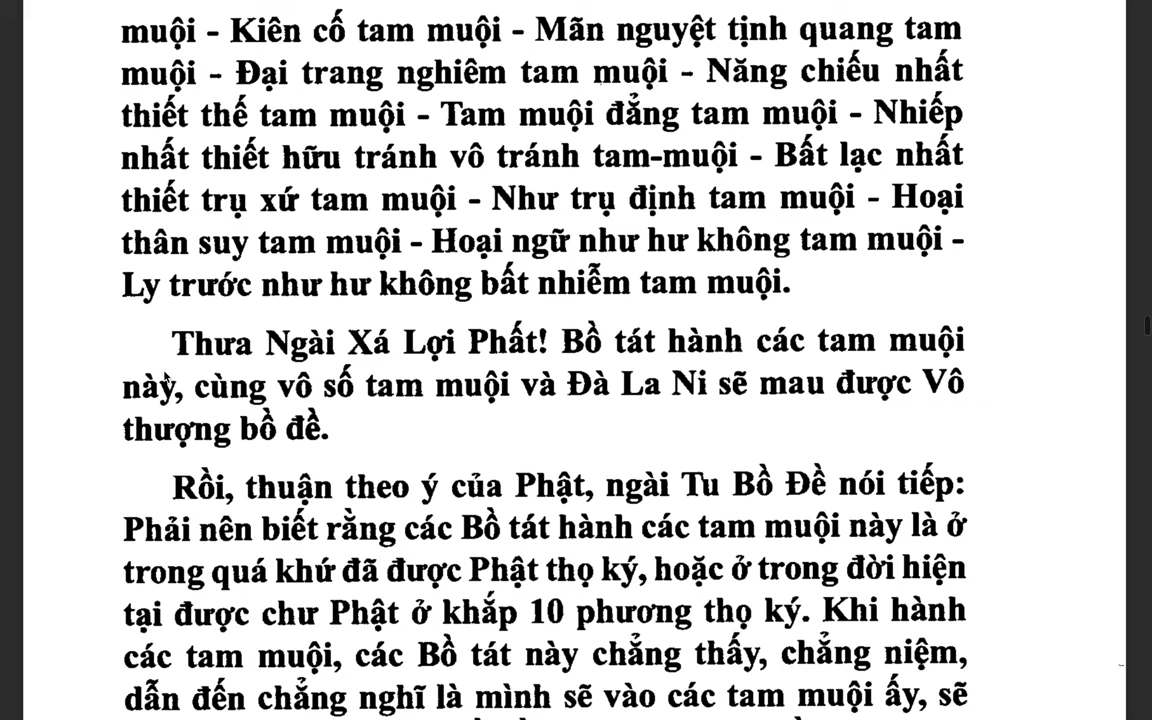 muội - Kiên cố tam muội - Mãn nguyệt tịnh quang tam
muội - Đại trang nghiêm tam muội - Năng chiếu nhất
thiết thế tam muội - Tam muội đẳng tam muội - Nhiếp
nhất thiết hữu tránh vô tránh tam-muội - Bất lạc nhất
thiết trụ xứ tam muội - Như trụ định tam muội - Hoại
thân suy tam muội - Hoại ngữ như hư không tam muội -
Ly trước như hư không bất nhiễm tam muội.
Thưa Ngài Xá Lợi Phất! Bồ tát hành các tam muội
này, cùng vô số tam muội và Đà La Ni sẽ mau được Vô
thượng bồ đề.
Rồi, thuận theo ý của Phật, ngài Tu Bồ Đề nói tiếp:
Phải nên biết rằng các Bồ tát hành các tam muội này là ở
trong quá khứ đã được Phật thọ ký, hoặc ở trong đời hiện
tại được chư Phật ở khắp 10 phương thọ ký. Khi hành
các tam muội, các Bồ tát này chẳng thấy, chẳng niệm,
dẫn đến chẳng nghĩ là mình sẽ vào các tam muội ấy, sẽ